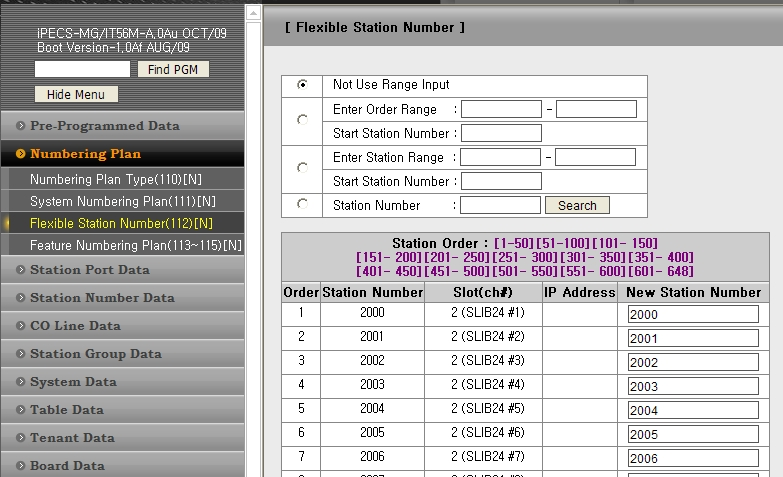 iPECS-MG/IT56M-A.0Au OCT/09
Boot Version-1.0Af AUG/09
Find PGM
Hide Menu
Pre-Programmed Data
Numbering Plan
Numbering Plan Type(110)[N]
System Numbering Plan(111)[N]
Flexible Station Number(112)[N]
Feature Numbering Plan(113~115)[N]
Station Port Data
Station Number Data
CO Line Data
Station Group Data
System Data
Table Data
Tenant Data
Board Data
[ Flexible Station Number ]
Not Use Range Input
Enter Order Range : -
Start Station Number :
Enter Station Range : -
Start Station Number :
Station Number : Search
Station Order : [1-50][51-100][101- 150]
[151- 200][201- 250][251- 300][301- 350][351- 400]
[401- 450][451- 500][501- 550][551- 600][601- 648]
Order Station Number Slot(ch#) IP Address New Station Number
1 2000 2 (SLIB24 #1) 2000
2 2001 2 (SLIB24 #2) 2001
3 2002 2 (SLIB24 #3) 2002
4 2003 2 (SLIB24 #4) 2003
5 2004 2 (SLIB24 #5) 2004
6 2005 2 (SLIB24 #6) 2005
7 2006 2 (SLIB24 #7) 2006